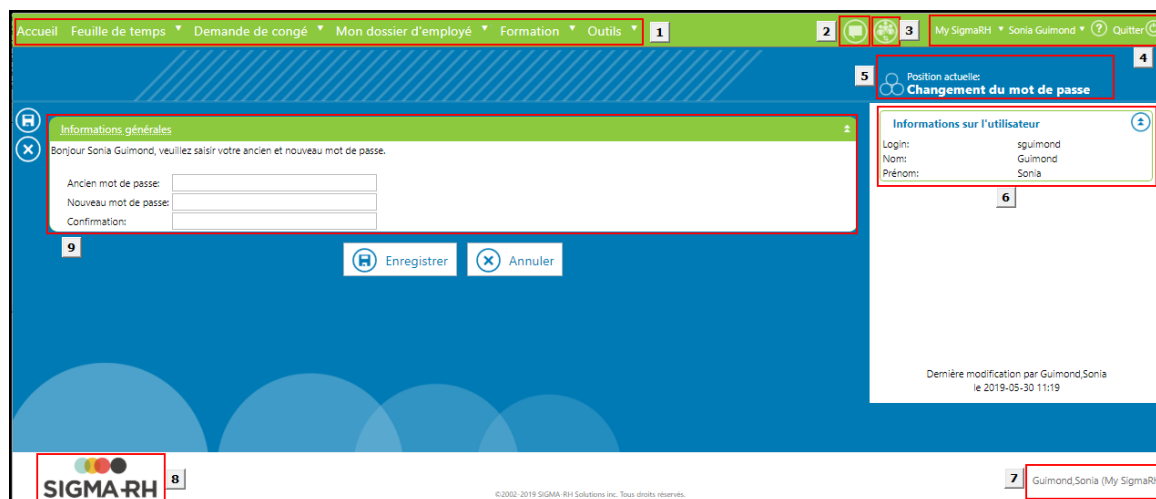 Accueil Feuille de temps Demande de congé Mon dossier d'employé Formation Outils 1 2 3 My SigmaRH Sonia Guimond ? Quitter
4
5 Position actuelle:
Changement du mot de passe
Informations générales
Bonjour Sonia Guimond, veuillez saisir votre ancien et nouveau mot de passe.
Ancien mot de passe:
Nouveau mot de passe:
Confirmation:
9
Enregistrer Annuler
Informations sur l'utilisateur
Login: sguimond
Nom: Guimond
Prénom: Sonia
6
Dernière modification par Guimond,Sonia
le 2019-05-30 11:19
SIGMA-RH 8
©2002-2019 SIGMA-RH Solutions inc. Tous droits réservés.
7 Guimond,Sonia (My SigmaRH